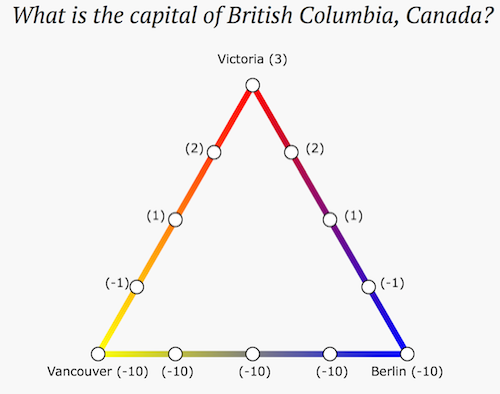 What is the capital of British Columbia, Canada?
Victoria (3)
(2) (2)
(1) (1)
(-1) (-1)
Vancouver (-10) (-10) (-10) (-10) Berlin (-10)